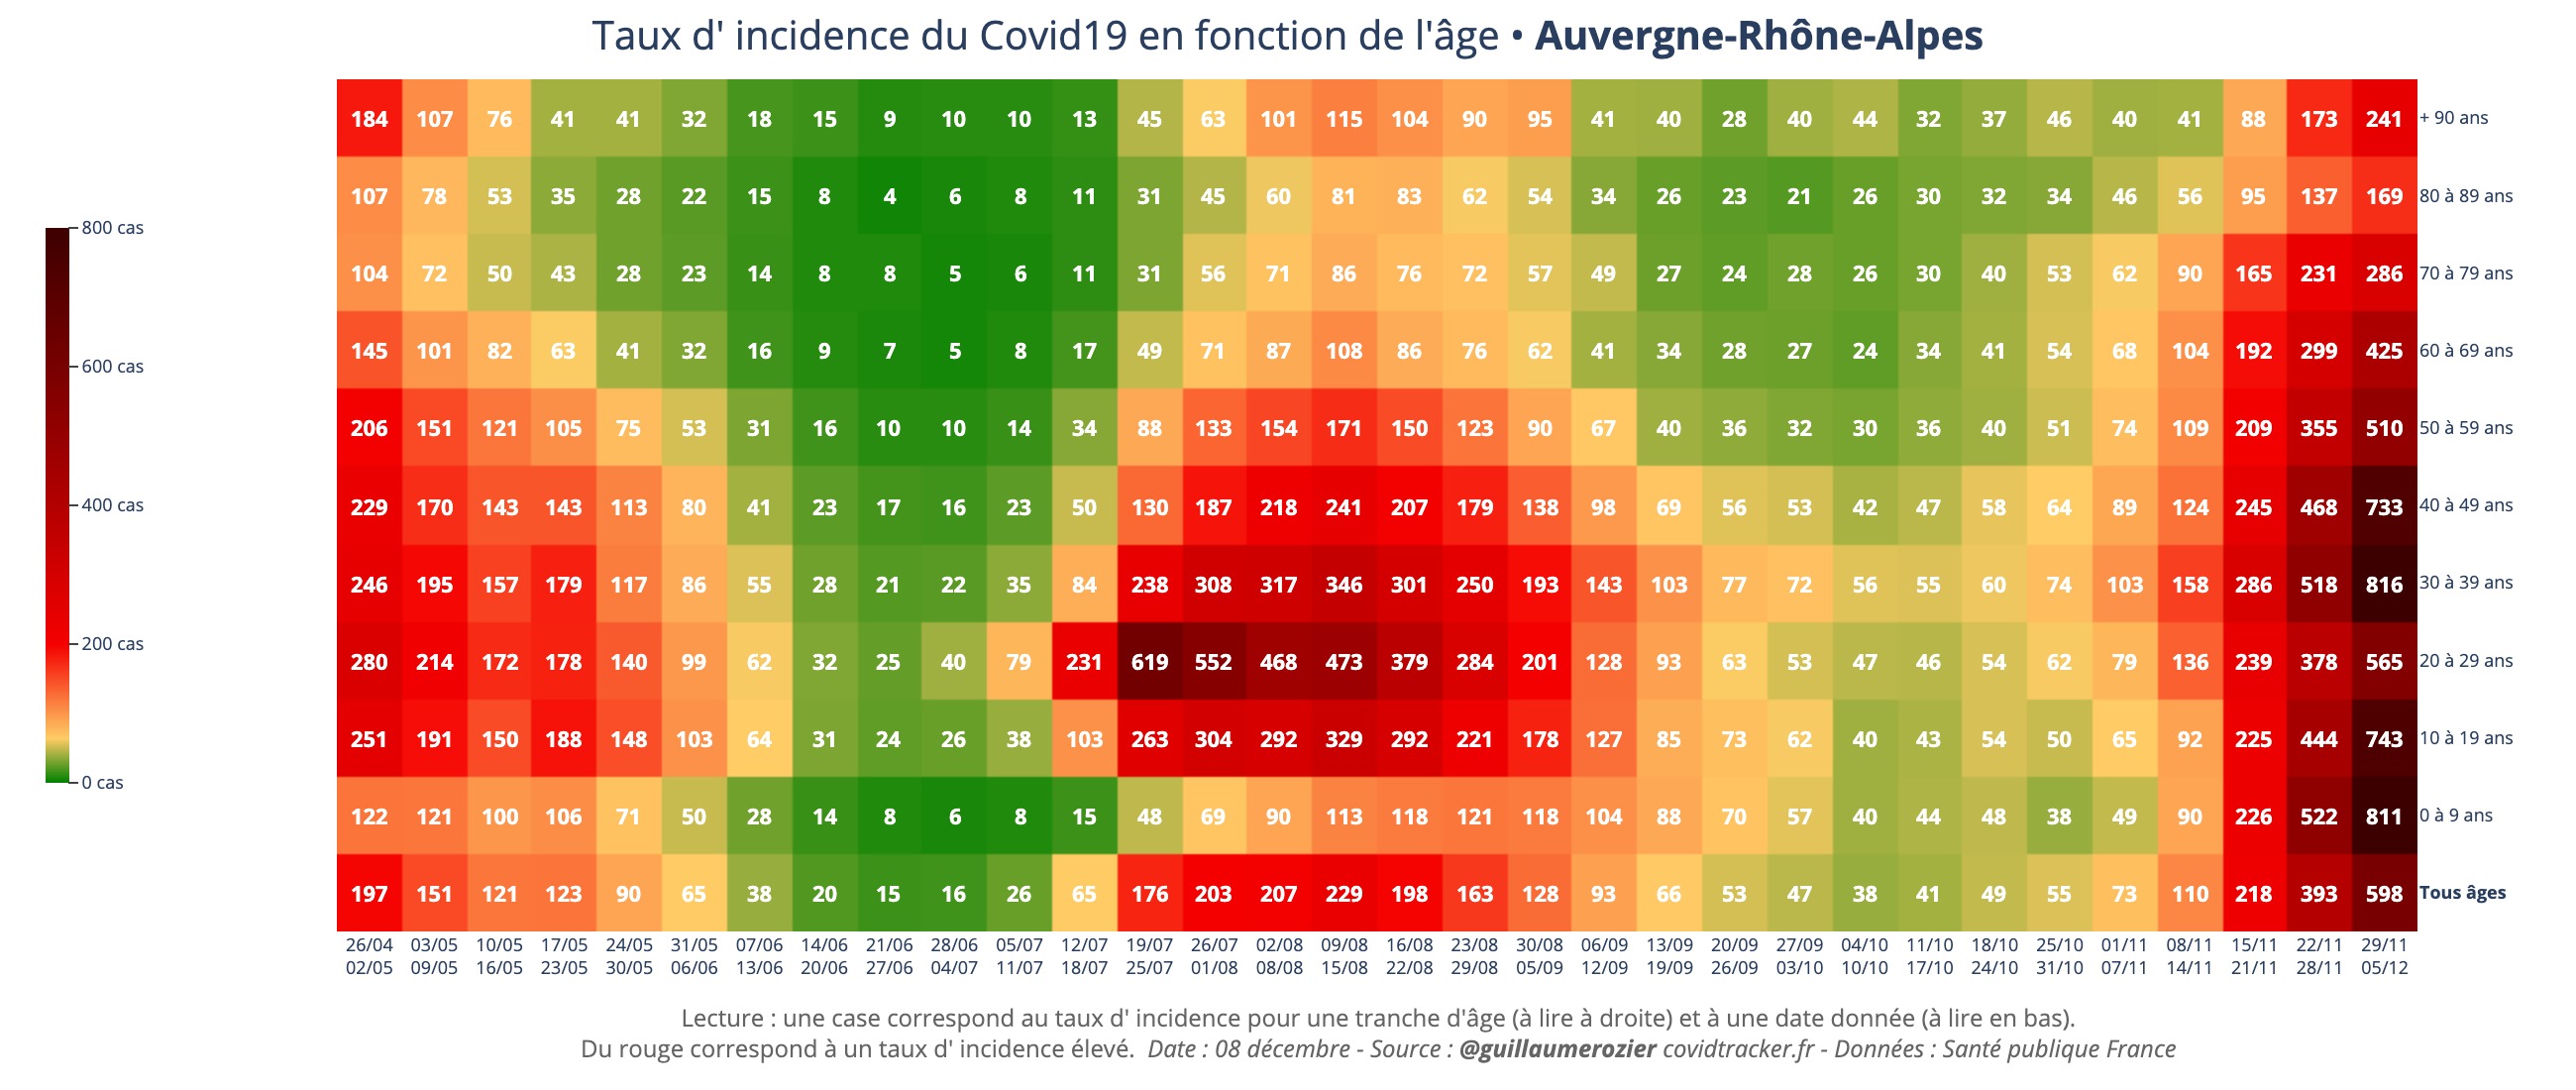 Taux d' incidence du Covid19 en fonction de l'âge • Auvergne-Rhône-Alpes
184 107 76 41 41 32 18 15 9 10 10 13 45 63 101 115 104 90 95 41 40 28 40 44 32 37 46 40 41 88 173 241 + 90 ans
107 78 53 35 28 22 15 8 4 6 8 11 31 45 60 81 83 62 54 34 26 23 21 26 30 32 34 46 56 95 137 169 80 à 89 ans
800 cas
104 72 50 43 28 23 14 8 8 5 6 11 31 56 71 86 76 72 57 49 27 24 28 26 30 40 53 62 90 165 231 286 70 à 79 ans
145 101 82 63 41 32 16 9 7 5 8 17 49 71 87 108 86 76 62 41 34 28 27 24 34 41 54 68 104 192 299 425 60 à 69 ans
600 cas
206 151 121 105 75 53 31 16 10 10 14 34 88 133 154 171 150 123 90 67 40 36 32 30 36 40 51 74 109 209 355 510 50 à 59 ans
400 cas
229 170 143 143 113 80 41 23 17 16 23 50 130 187 218 241 207 179 138 98 69 56 53 42 47 58 64 89 124 245 468 733 40 à 49 ans
246 195 157 179 117 86 55 28 21 22 35 84 238 308 317 346 301 250 193 143 103 77 72 56 55 60 74 103 158 286 518 816 30 à 39 ans
200 cas
280 214 172 178 140 99 62 32 25 40 79 231 619 552 468 473 379 284 201 128 93 63 53 47 46 54 62 79 136 239 378 565 20 à 29 ans
251 191 150 188 148 103 64 31 24 26 38 103 263 304 292 329 292 221 178 127 85 73 62 40 43 54 50 65 92 225 444 743 10 à 19 ans
0 cas
122 121 100 106 71 50 28 14 8 6 8 15 48 69 90 113 118 121 118 104 88 70 57 40 44 48 38 49 90 226 522 811 0 à 9 ans
197 151 121 123 90 65 38 20 15 16 26 65 176 203 207 229 198 163 128 93 66 53 47 38 41 49 55 73 110 218 393 598 Tous âges
26/04 03/05 10/05 17/05 24/05 31/05 07/06 14/06 21/06 28/06 05/07 12/07 19/07 26/07 02/08 09/08 16/08 23/08 30/08 06/09 13/09 20/09 27/09 04/10 11/10 18/10 25/10 01/11 08/11 15/11 22/11 29/11
02/05 09/05 16/05 23/05 30/05 06/06 13/06 20/06 27/06 04/07 11/07 18/07 25/07 01/08 08/08 15/08 22/08 29/08 05/09 12/09 19/09 26/09 03/10 10/10 17/10 24/10 31/10 07/11 14/11 21/11 28/11 05/12
Lecture : une case correspond au taux d' incidence pour une tranche d'âge (à lire à droite) et à une date donnée (à lire en bas).
Du rouge correspond à un taux d' incidence élevé. Date : 08 décembre - Source : @guillaumerozier covidtracker.fr - Données : Santé publique France